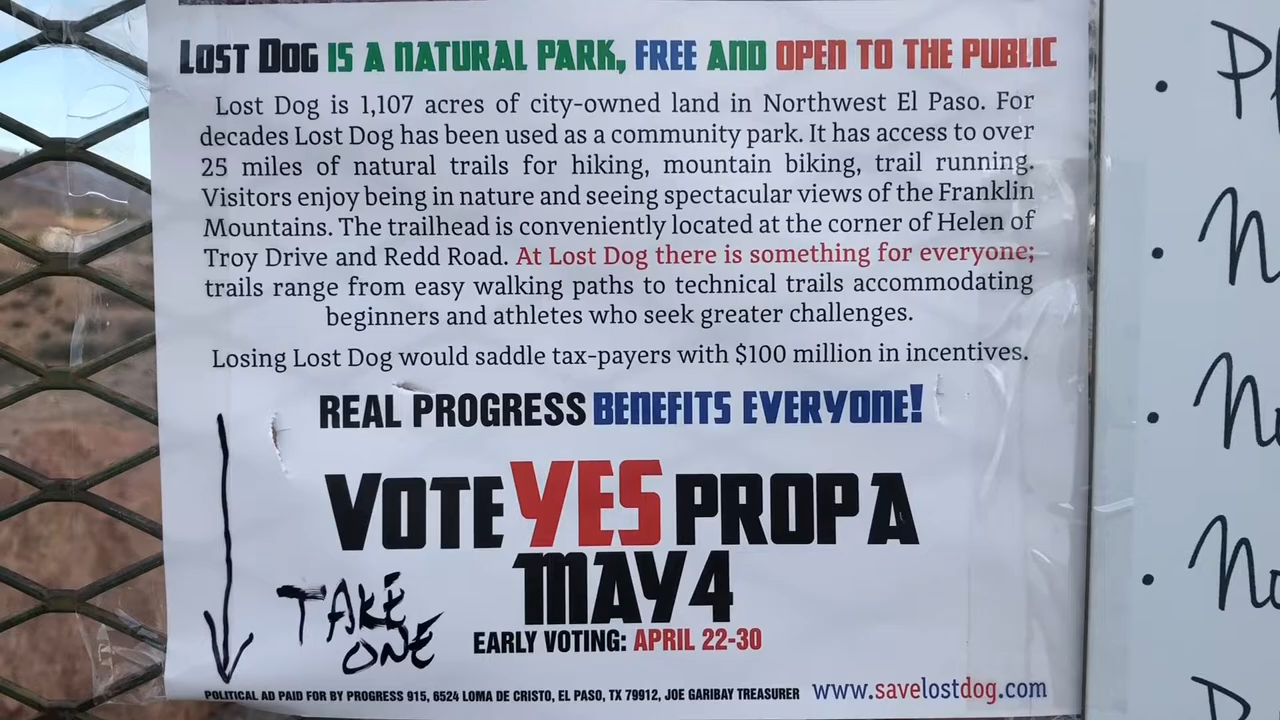 LOST DOG IS A NATURAL PARK, FREE AND OPEN TO THE PUBLIC
Lost Dog is 1,107 acres of city-owned land in Northwest El Paso. For
decades Lost Dog has been used as a community park. It has access to over
25 miles of natural trails for hiking, mountain biking, trail running.
Visitors enjoy being in nature and seeing spectacular views of the Franklin
Mountains. The trailhead is conveniently located at the corner of Helen of
Troy Drive and Redd Road. At Lost Dog there is something for everyone;
trails range from easy walking paths to technical trails accommodating
beginners and athletes who seek greater challenges.
Losing Lost Dog would saddle tax-payers with $100 million in incentives.
REAL PROGRESS BENEFITS EVERYONE!
VOTE YES PROP A
MAY 4
TAKE
ONE
EARLY VOTING: APRIL 22-30
POLITICAL AD PAID FOR BY PROGRESS 915, 6524 LOMA DE CRISTO, EL PASO, TX 79912, JOE GARIBAY TREASURER www.savelostdog.com